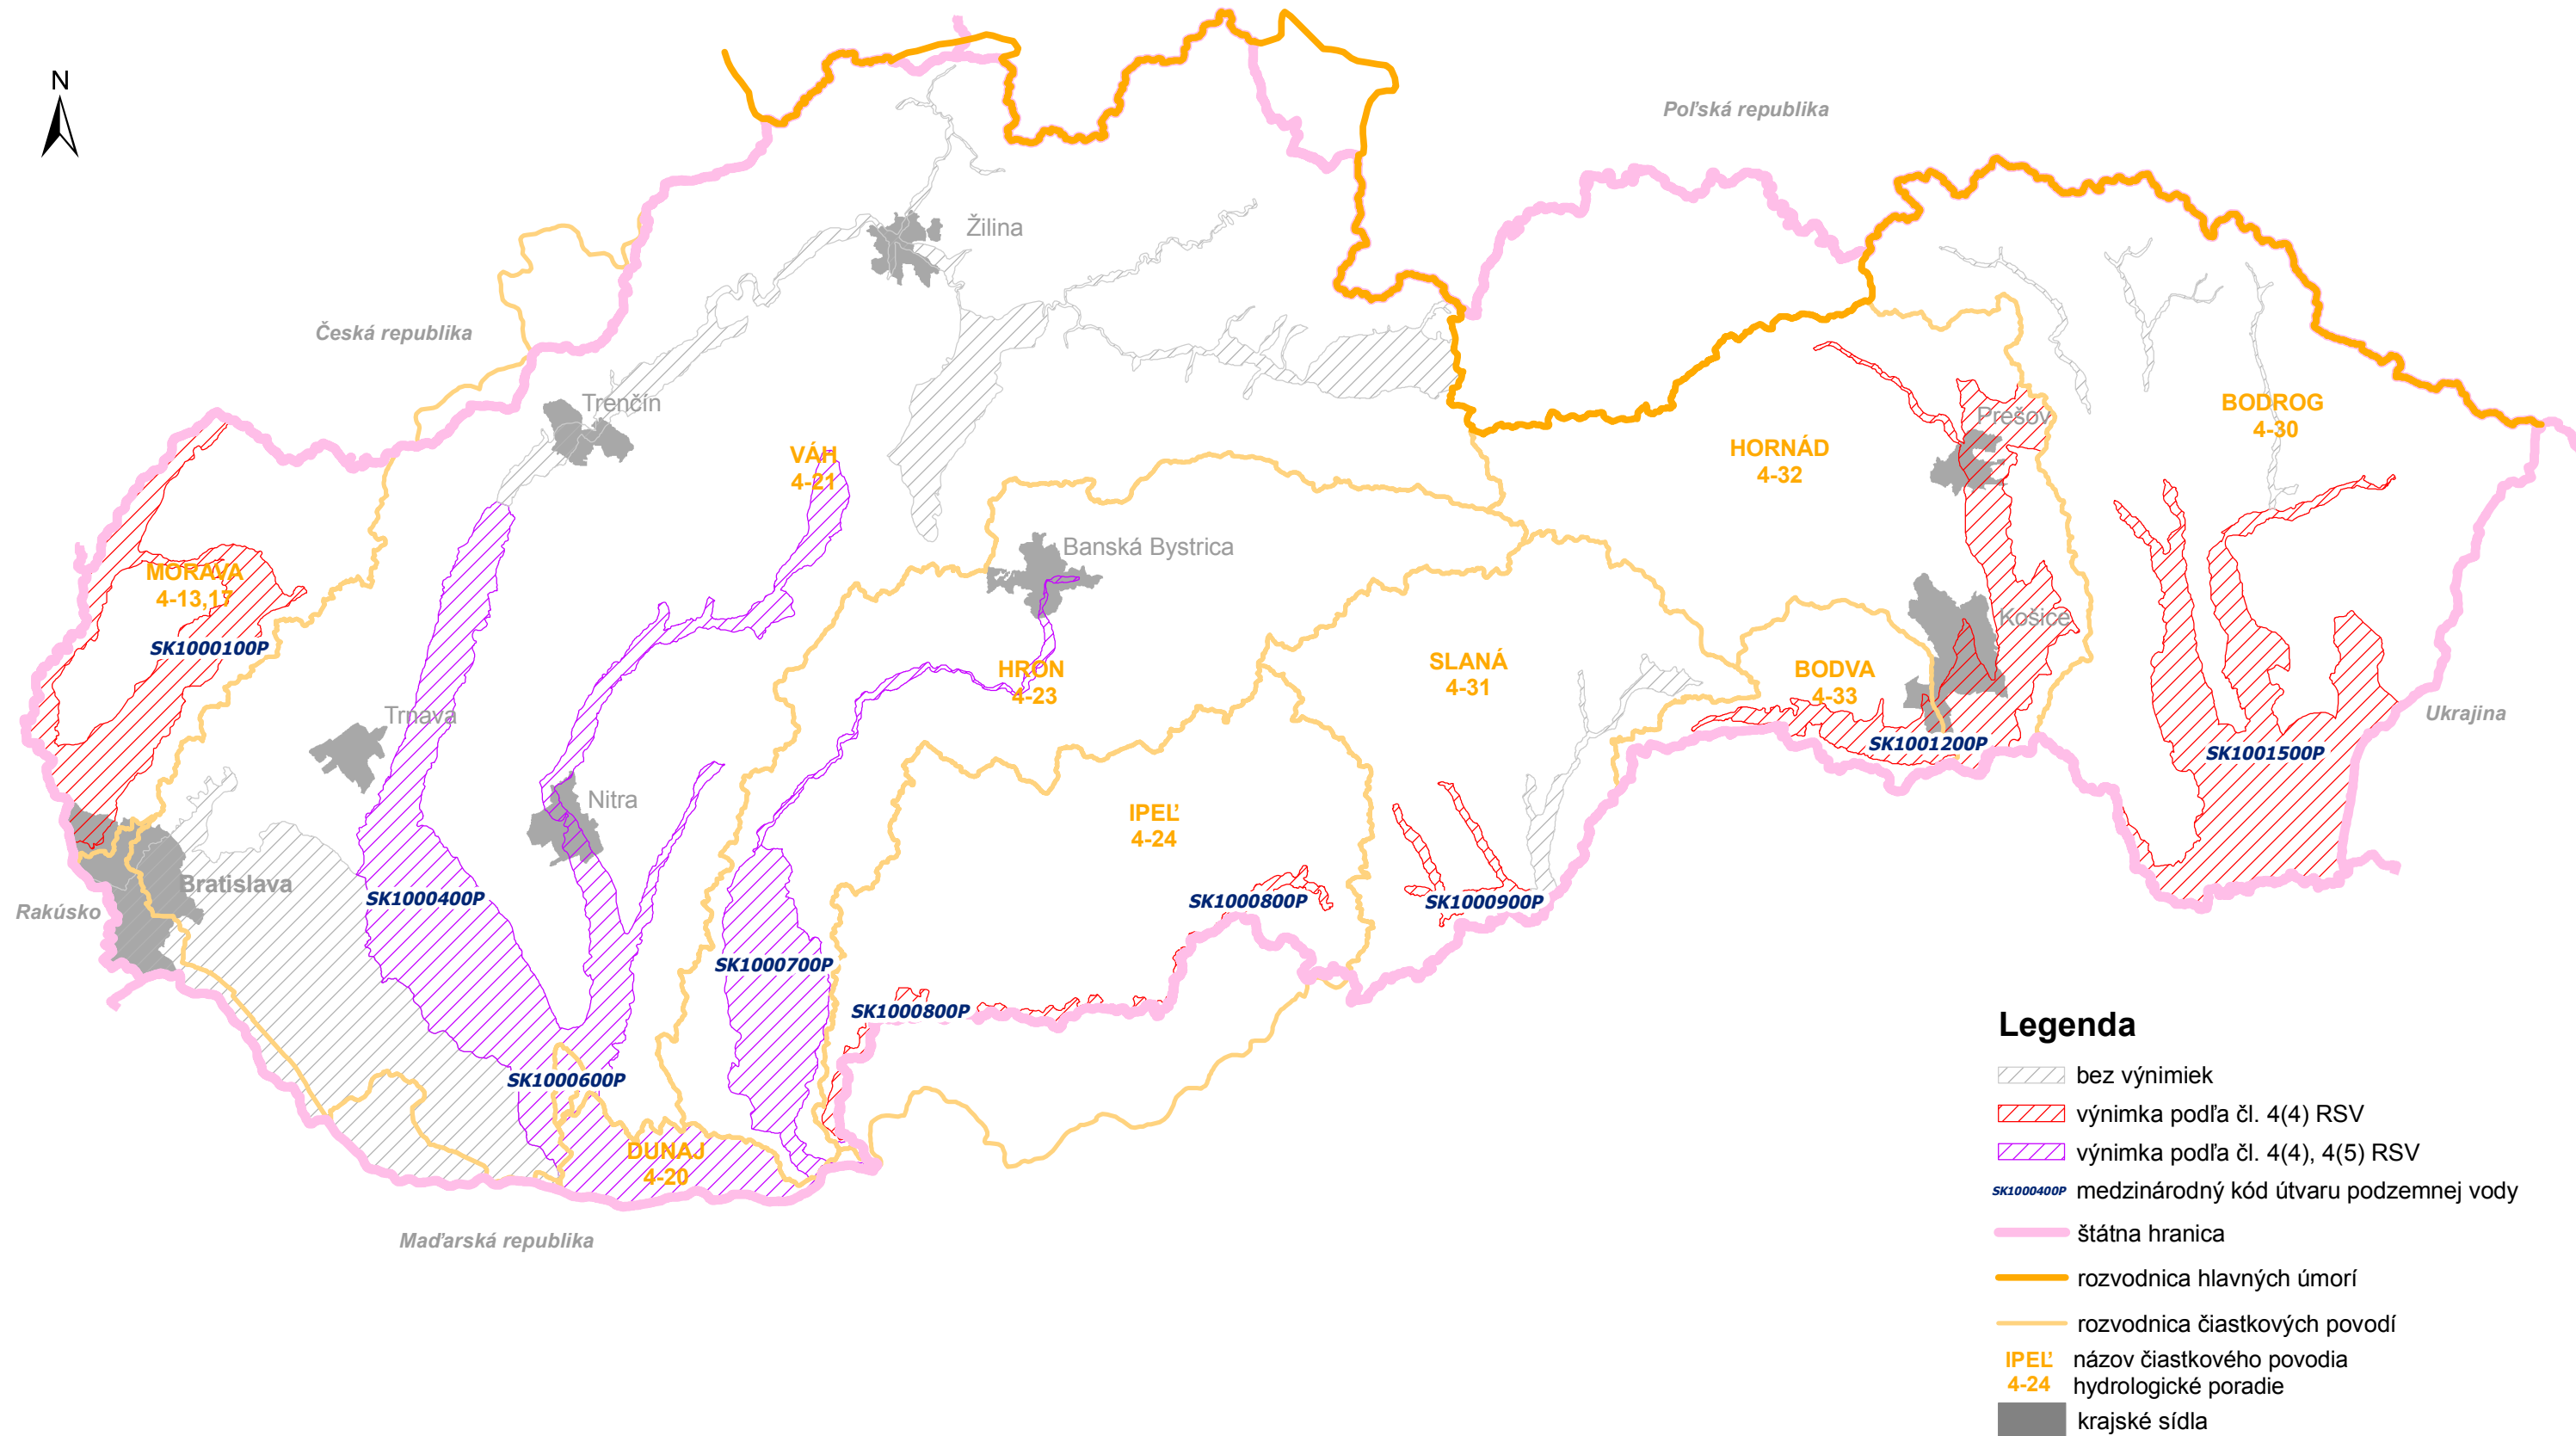 N
Poľská republika
Žilina
Česká republika
Trenčín
Prešov
BODROG
4-30
VÁH
4-21
HORNÁD
4-32
Banská Bystrica
MORAVA
4-13,17
SK1000100P
Košice
HRON
4-23
SLANÁ
4-31
BODVA
4-33
Trnava
Ukrajina
SK1001200P
SK1001500P
Nitra
IPEĽ
4-24
Bratislava
Rakúsko
SK1000400P
SK1000800P
SK1000900P
SK1000700P
SK1000800P
SK1000600P
DUNAJ
4-20
Maďarská republika
Legenda
bez výnimiek
výnimka podľa čl. 4(4) RSV
výnimka podľa čl. 4(4), 4(5) RSV
SK1000400P medzinárodný kód útvaru podzemnej vody
štátna hranica
rozvodnica hlavných úmorí
rozvodnica čiastkových povodí
IPEĽ názov čiastkového povodia
4-24 hydrologické poradie
krajské sídla